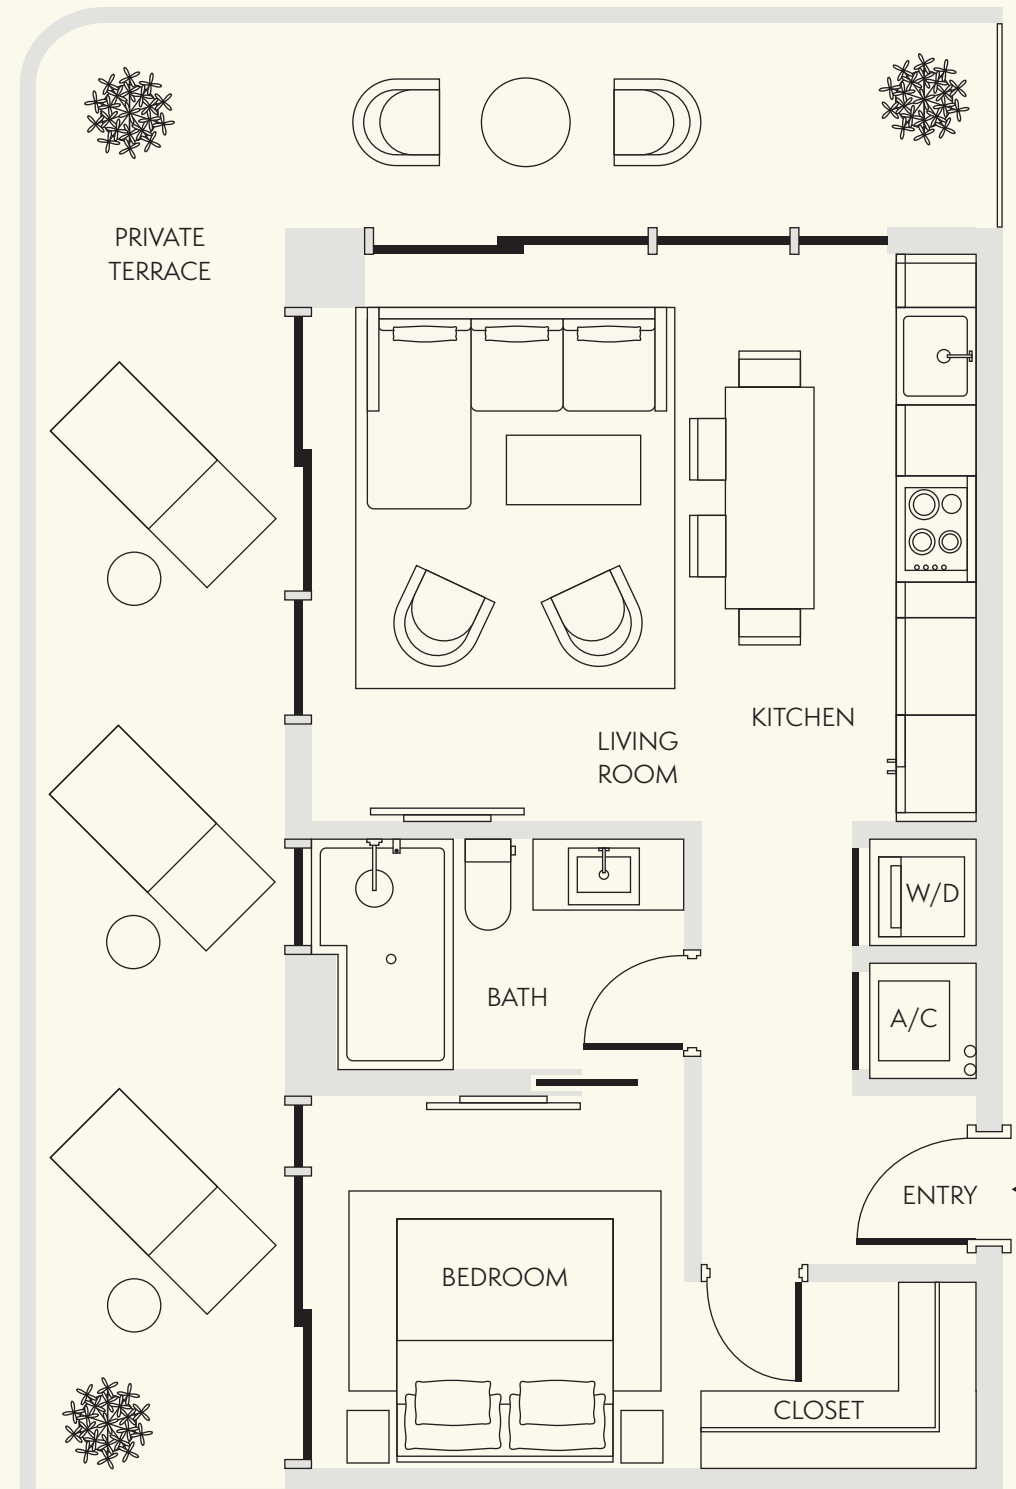 PRIVATE
TERRACE
KITCHEN
LIVING
ROOM
W/D
BATH
A/C
ENTRY
BEDROOM
CLOSET